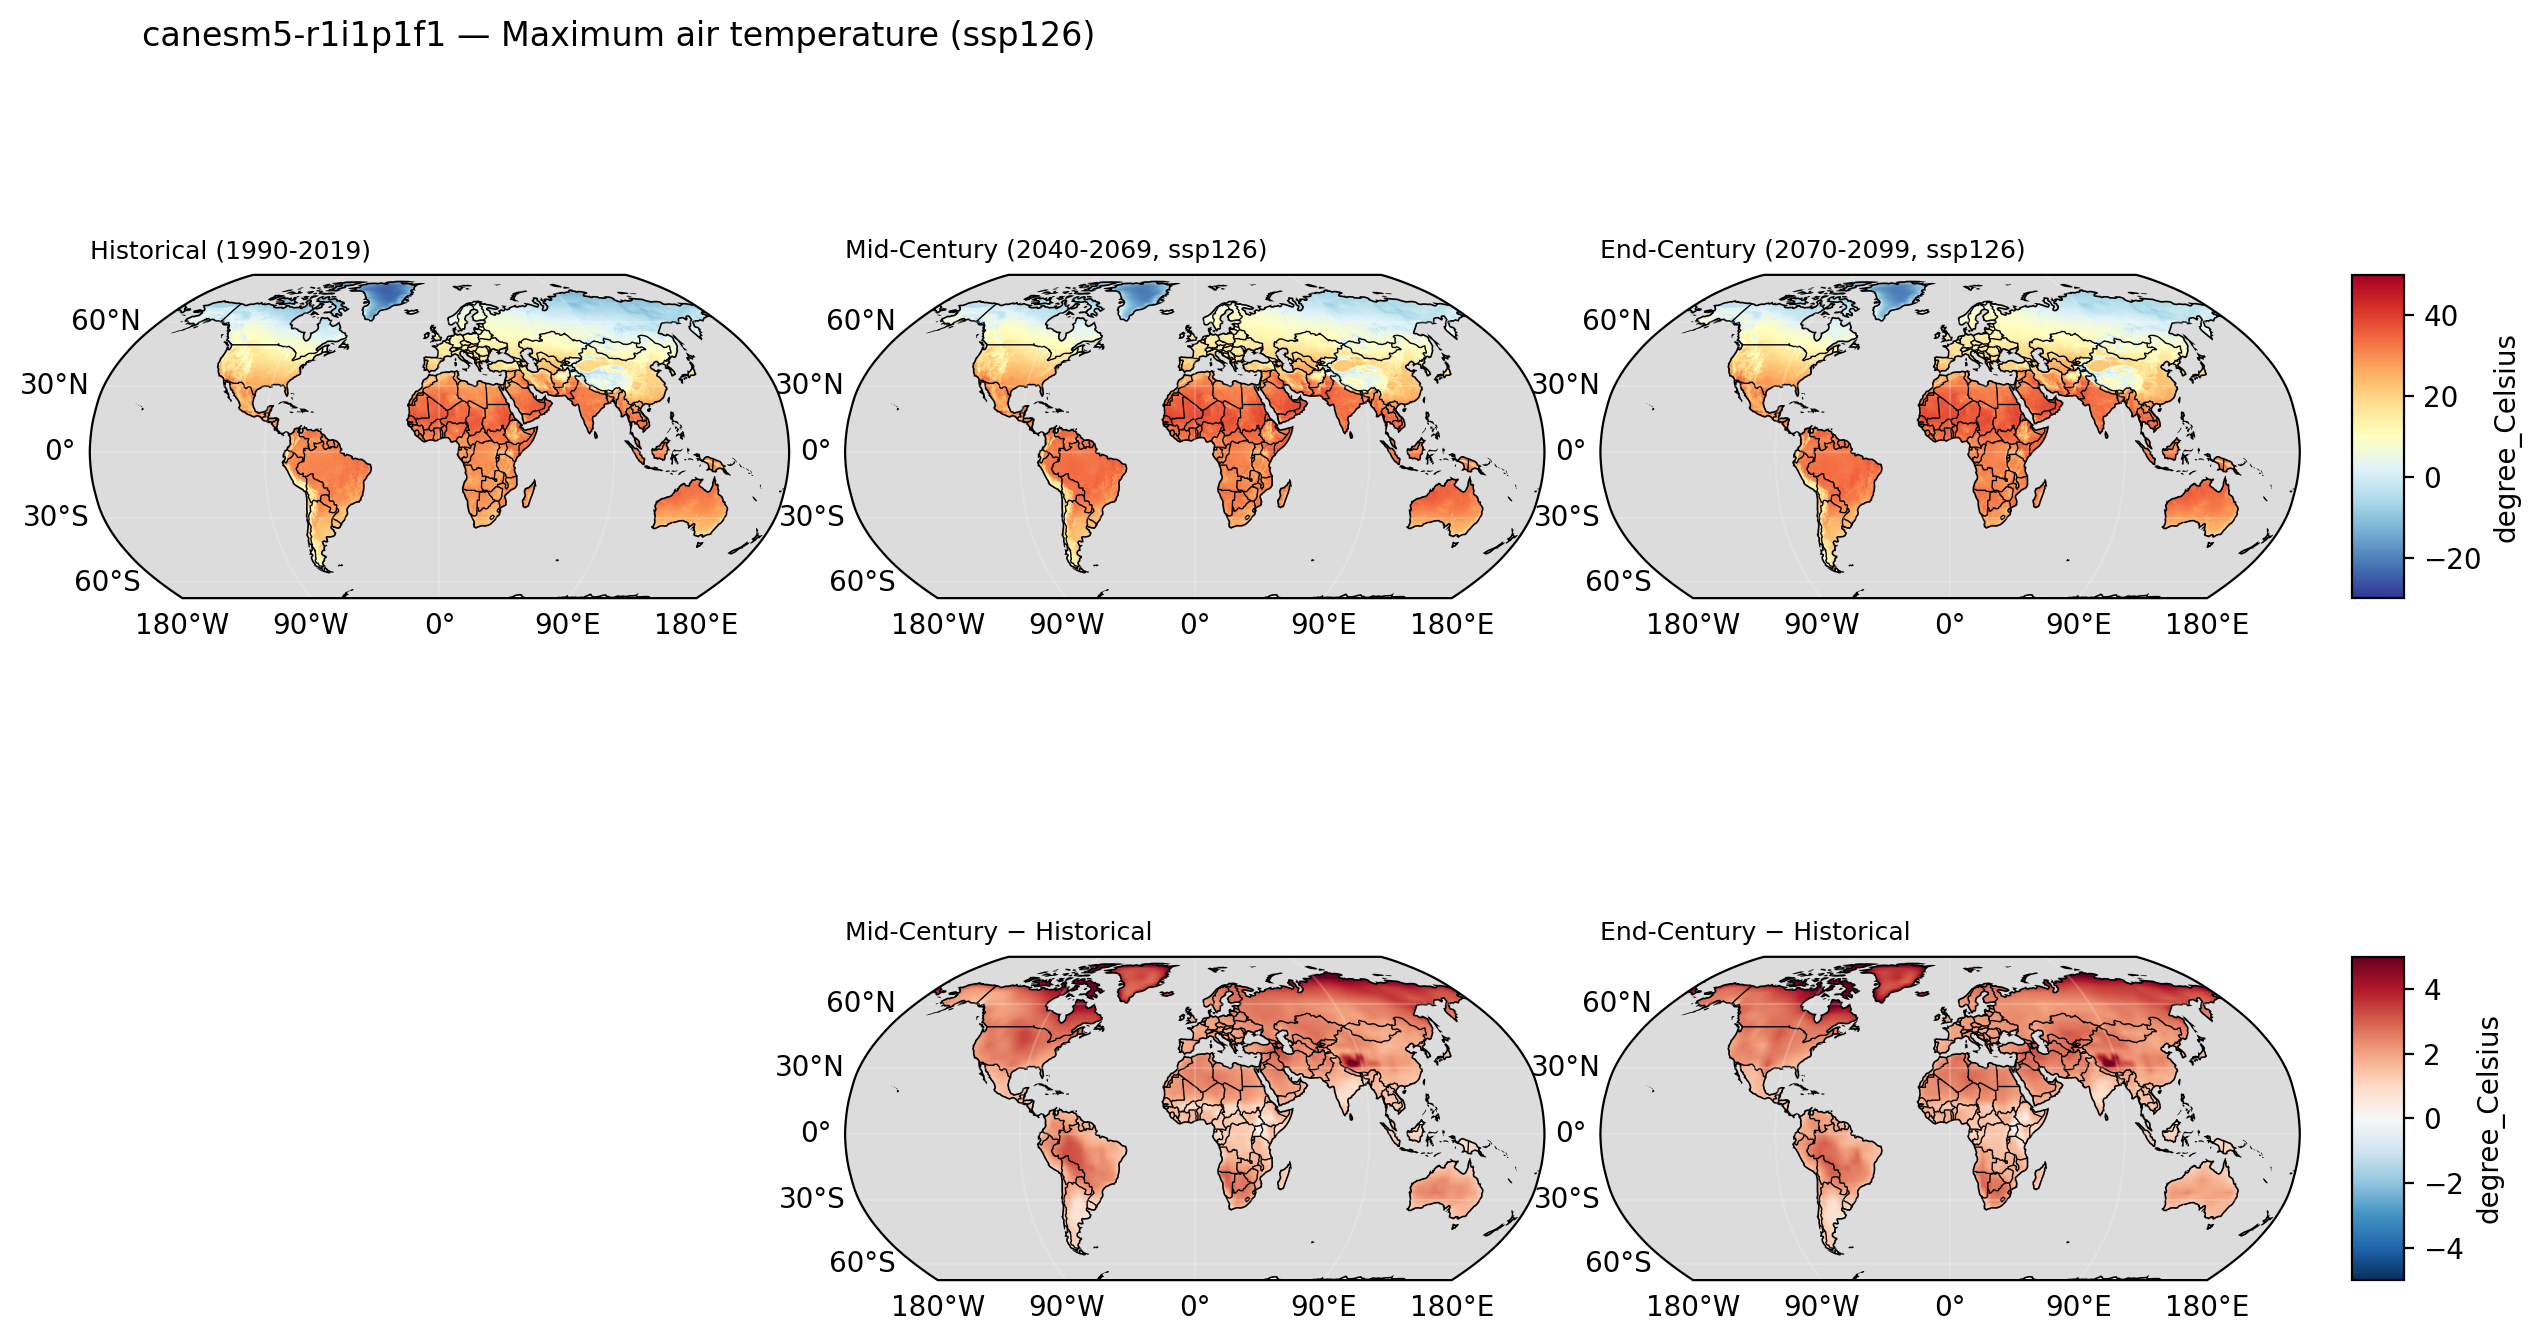 canesm5-r1i1p1f1 — Maximum air temperature (ssp126)
Historical (1990-2019)
60°N
30°N
0°
30°S
60°S
180°W 90°W 0° 90°E 180°E
Mid-Century (2040-2069, ssp126)
60°N
30°N
0°
30°S
60°S
180°W 90°W 0° 90°E 180°E
End-Century (2070-2099, ssp126)
60°N
30°N
0°
30°S
60°S
180°W 90°W 0° 90°E 180°E
40
20
0
−20
degree_Celsius
Mid-Century − Historical
60°N
30°N
0°
30°S
60°S
180°W 90°W 0° 90°E 180°E
End-Century − Historical
60°N
30°N
0°
30°S
60°S
180°W 90°W 0° 90°E 180°E
4
2
0
−2
−4
degree_Celsius